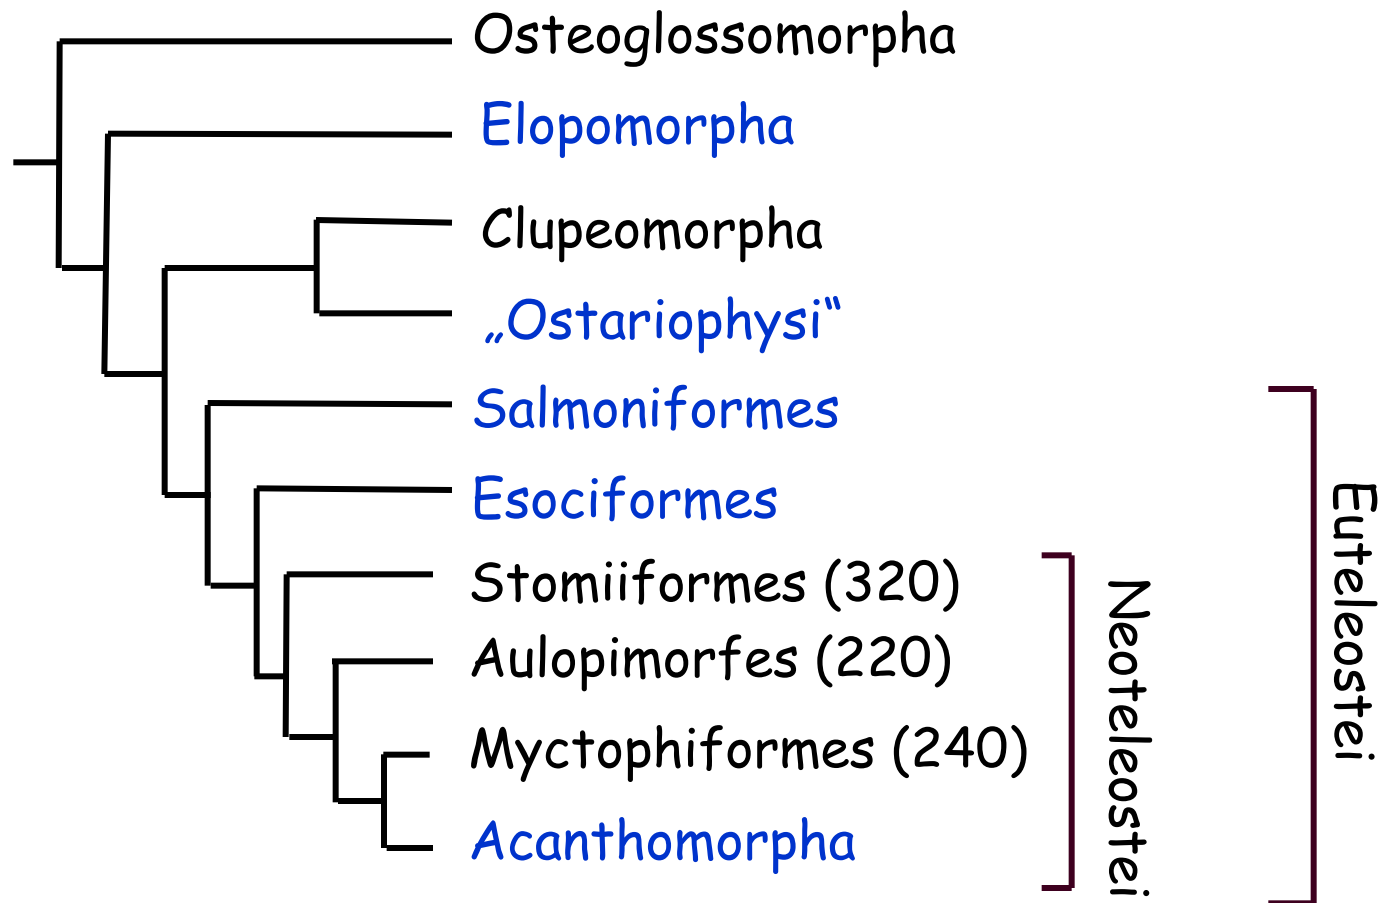 Osteoglossomorpha
Elopomorpha
Clupeomorpha
„Ostariophysi“
Salmoniformes
Esociformes
Stomiiformes (320)
Aulopimorfes (220)
Myctophiformes (240)
Acanthomorpha
Neoteleostei
Euteleostei